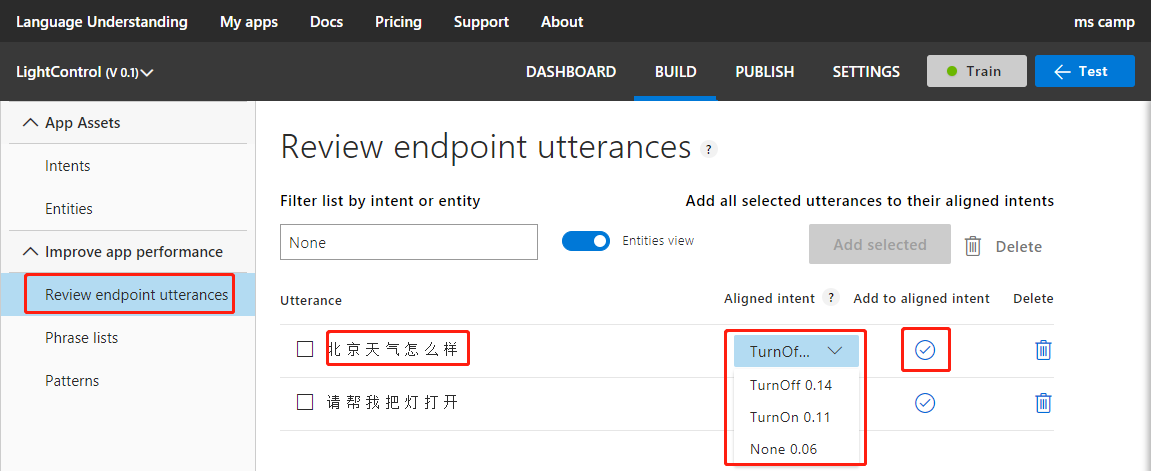 Language Understanding My apps Docs Pricing Support About ms camp
LightControl (V 0.1) DASHBOARD BUILD PUBLISH SETTINGS Train Test
App Assets
Intents
Entities
Improve app performance
Review endpoint utterances
Phrase lists
Patterns
Review endpoint utterances ?
Filter list by intent or entity Add all selected utterances to their aligned intents
None Entities view Add selected Delete
Utterance Aligned intent ? Add to aligned intent Delete
北京天气怎么样 TurnOf...
TurnOff 0.14
请帮我把灯打开
TurnOn 0.11
None 0.06